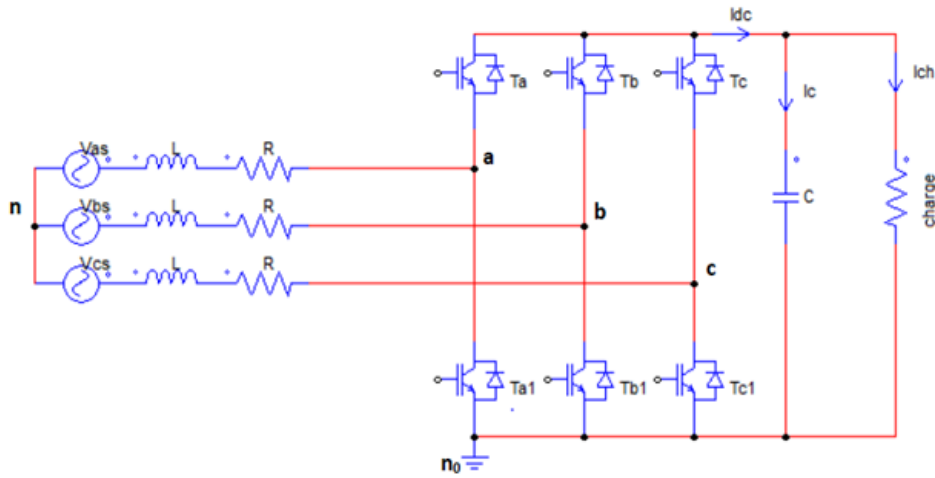 Idc
Ta
Tb
Tc
Ic
Ich
Vas
L
R
a
n
Vbs
L
R
b
C
charge
Vcs
L
R
c
Ta1
Tb1
Tc1
n₀